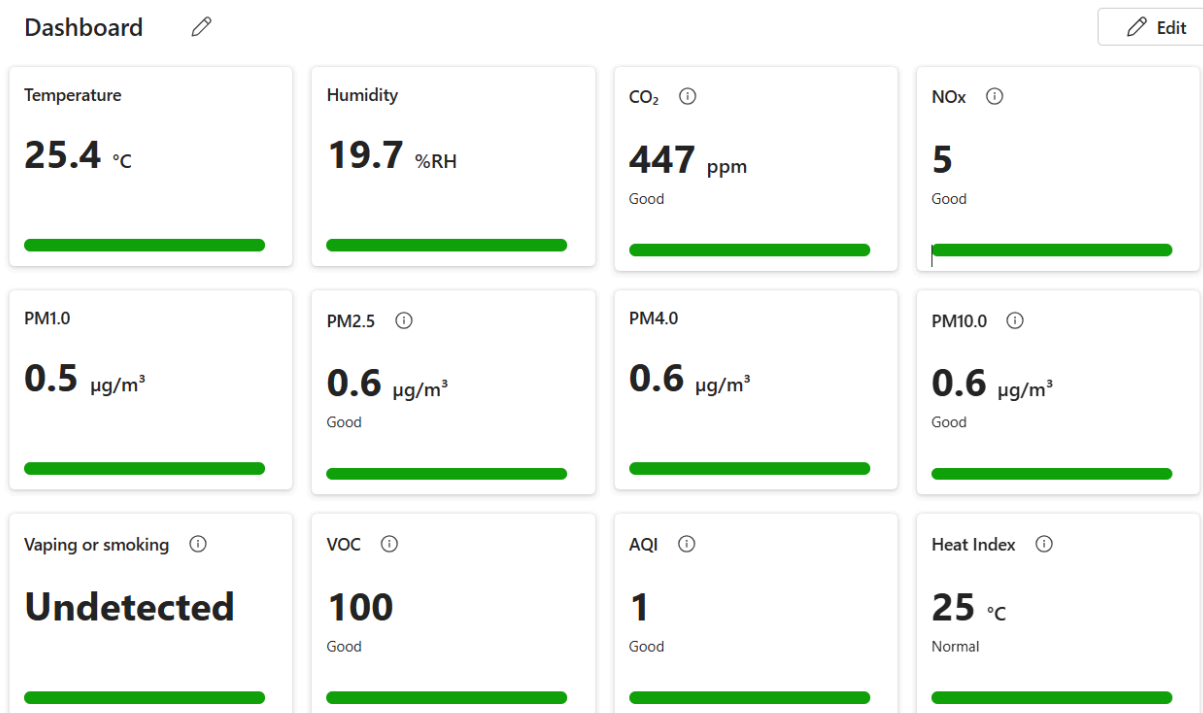 Dashboard
Edit
Temperature
25.4 °C
Humidity
19.7 %RH
CO₂
447 ppm
Good
NOx
5
Good
PM1.0
0.5 µg/m³
PM2.5
0.6 µg/m³
Good
PM4.0
0.6 µg/m³
PM10.0
0.6 µg/m³
Good
Vaping or smoking
Undetected
VOC
100
Good
AQI
1
Good
Heat Index
25 °C
Normal